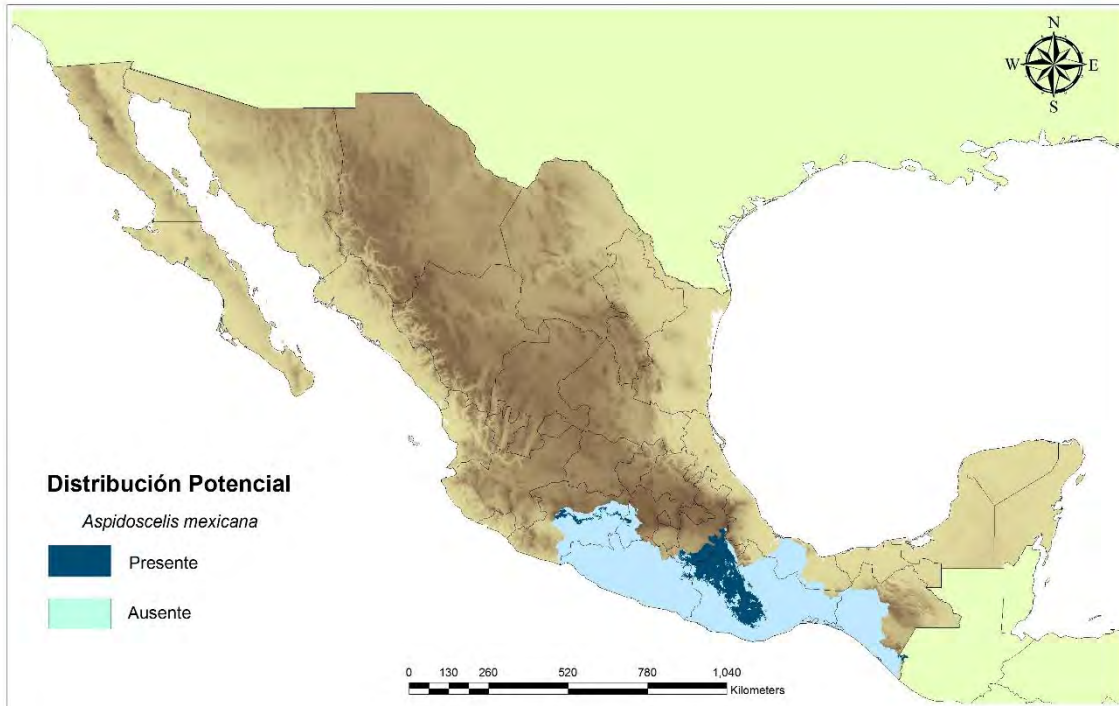 N
W E
S
Distribución Potencial
Aspidoscelis mexicana
Presente
Ausente
0 130 260 520 780 1,040
Kilometers